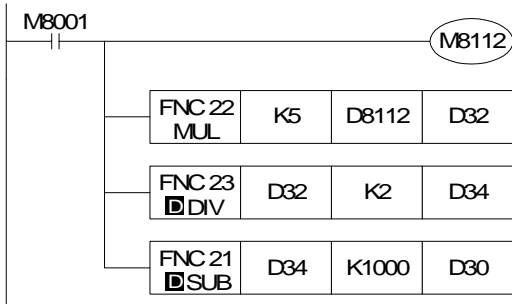 M8001
M8112
FNC 22
MUL
K5
D8112
D32
FNC 23
D DIV
D32
K2
D34
FNC 21
D SUB
D34
K1000
D30